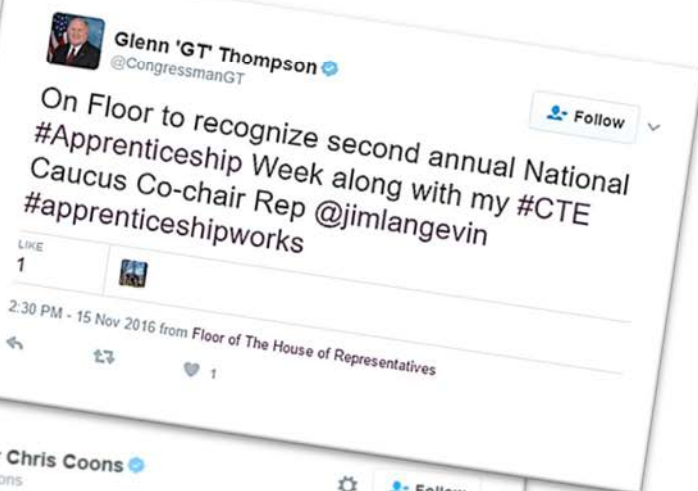 Glenn 'GT' Thompson
@CongressmanGT
Follow
On Floor to recognize second annual National
#Apprenticeship Week along with my #CTE
Caucus Co-chair Rep @jimlangevin
#apprenticeshipworks
LIKE
1
2:30 PM - 15 Nov 2016 from Floor of The House of Representatives
1
Chris Coons
Follow